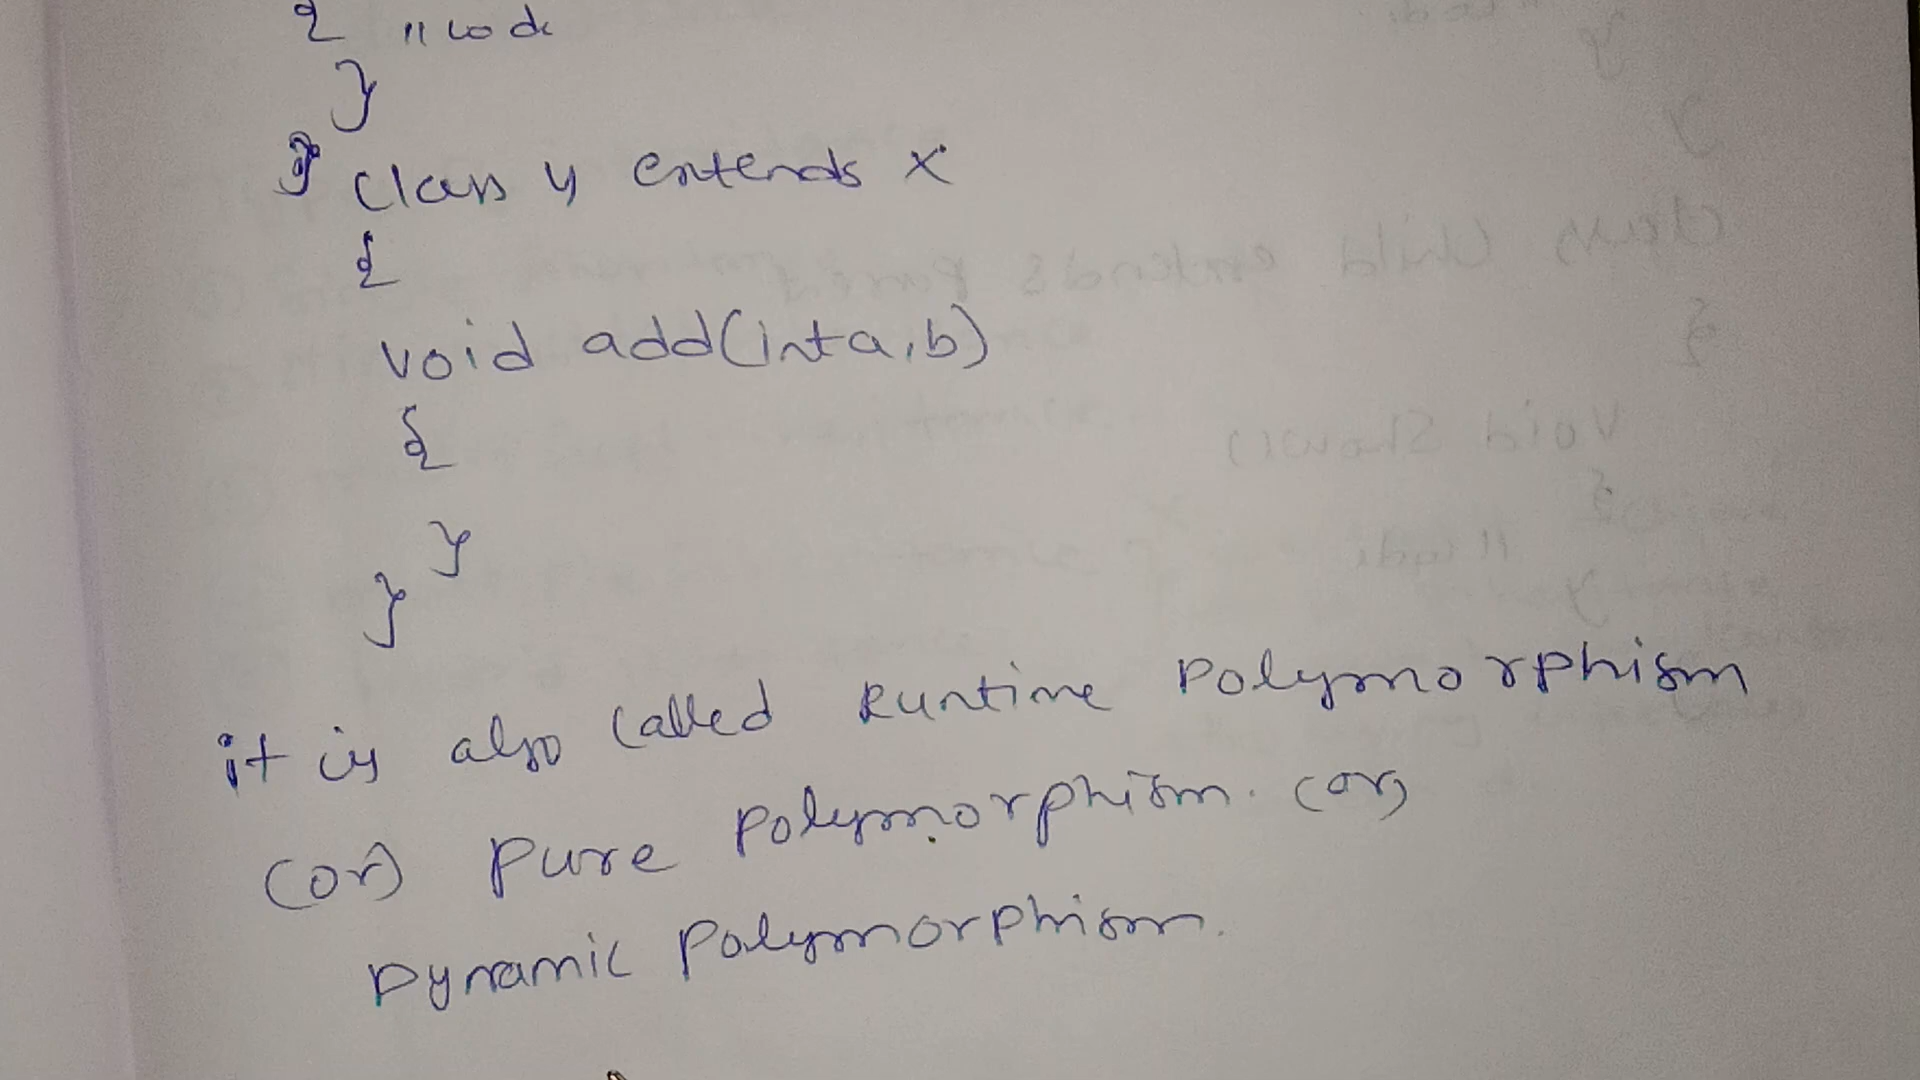 { // code
}
} class y extends x
{
void add(int a, b)
{
}
}
it is also called Runtime Polymorphism
(or) pure polymorphism. (or)
Dynamic Polymorphism.